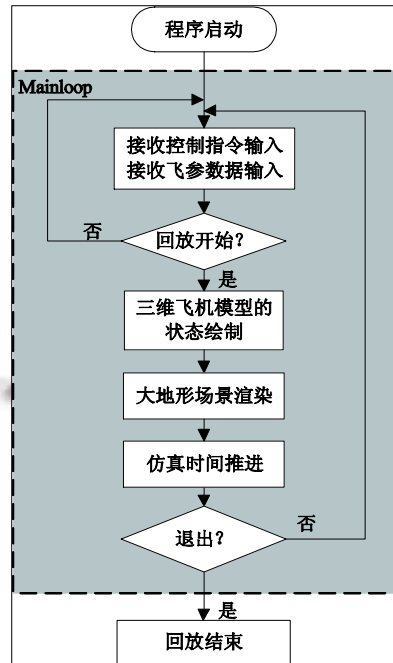 程序启动
Mainloop
接收控制指令输入
接收飞参数据输入
否
回放开始?
是
三维飞机模型的
状态绘制
大地形场景渲染
仿真时间推进
否
退出?
是
回放结束